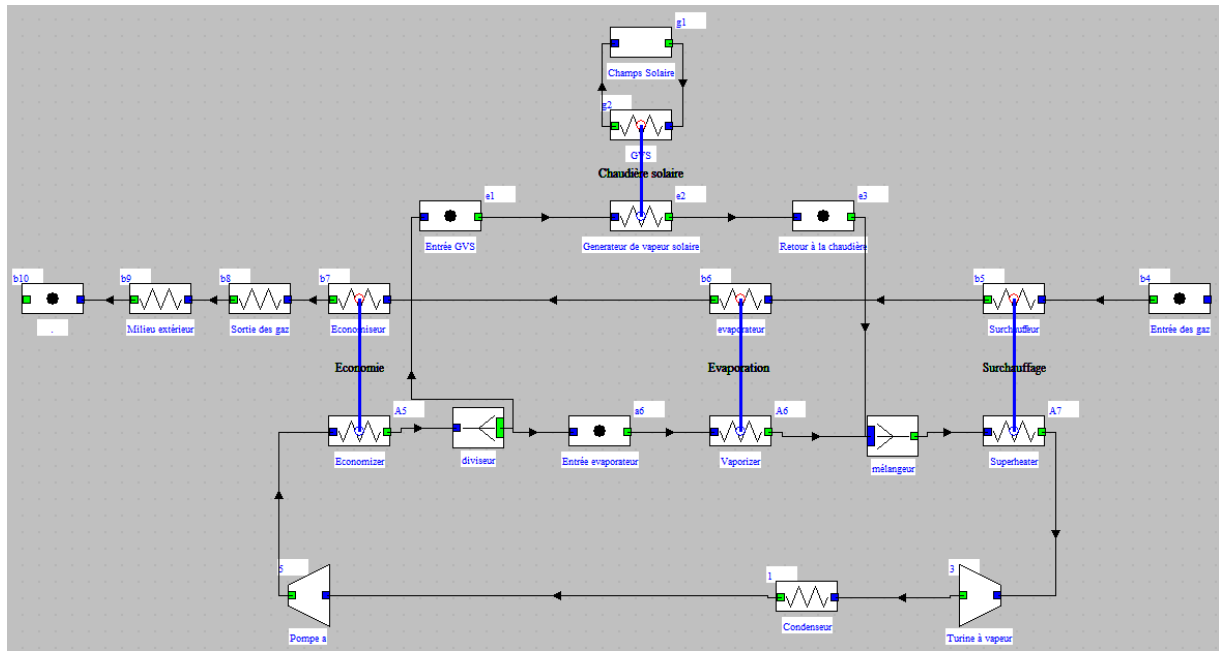 g1
Champs Solaire
g2
GVS
Chaudière solaire
e1
e2
e3
Entrée GVS
Generateur de vapeur solaire
Retour à la chaudière
b10
b9
b8
b7
b6
b5
b4
.
Milieu extérieur
Sortie des gaz
Economiseur
evaporateur
Surchauffeur
Entrée des gaz
Economie
Evaporation
Surchauffage
A5
a6
A6
A7
Economizer
diviseur
Entrée evaporateur
Vaporizer
mélangeur
Superheater
5
1
3
Pompe a
Condenseur
Turine à vapeur